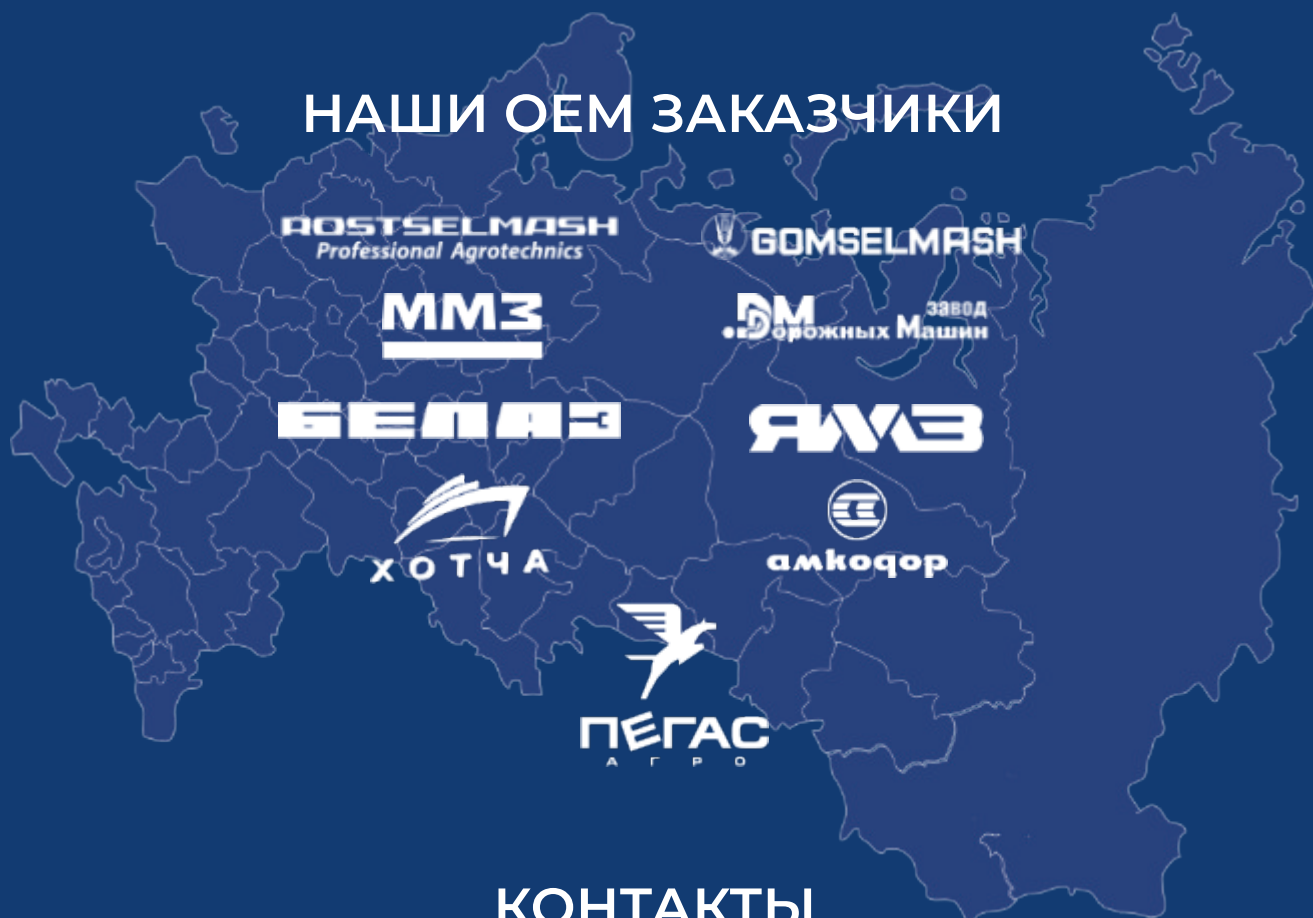 НАШИ ОЕМ ЗАКАЗЧИКИ
ROSTSELMASH
Professional Agrotechnics
GOMSELMASH
ММЗ
DM ЗАВОД
Дорожных Машин
БЕЛАЗ
ЯМЗ
ХОТЧА
амкодор
ПЕГАС
АГРО
КОНТАКТЫ